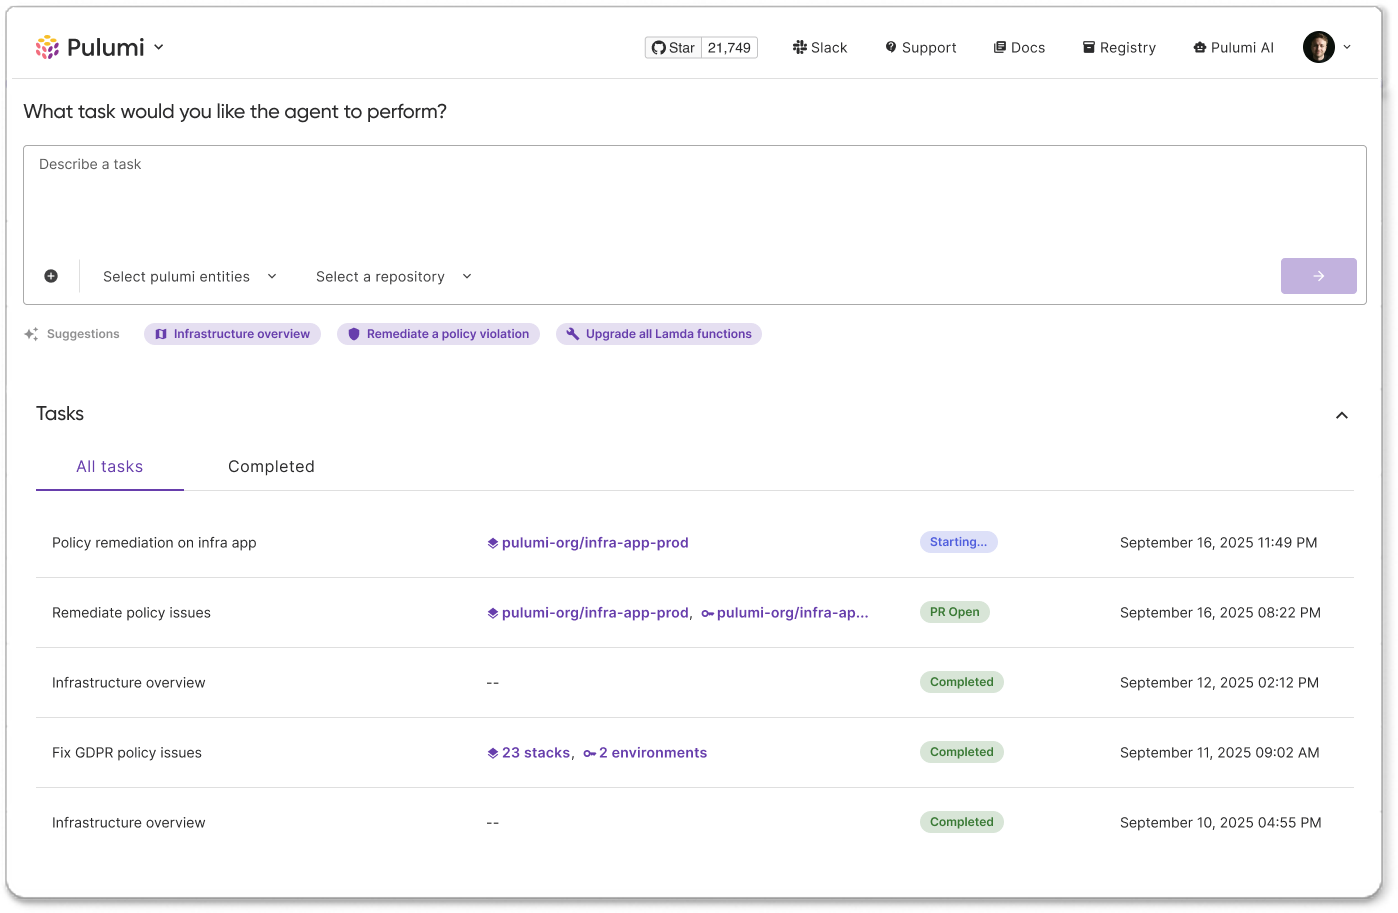 Pulumi
Star 21,749 Slack Support Docs Registry Pulumi AI
What task would you like the agent to perform?
Describe a task
Select pulumi entities Select a repository
Suggestions Infrastructure overview Remediate a policy violation Upgrade all Lamda functions
Tasks
All tasks Completed
Policy remediation on infra app pulumi-org/infra-app-prod Starting... September 16, 2025 11:49 PM
Remediate policy issues pulumi-org/infra-app-prod, pulumi-org/infra-ap... PR Open September 16, 2025 08:22 PM
Infrastructure overview -- Completed September 12, 2025 02:12 PM
Fix GDPR policy issues 23 stacks, 2 environments Completed September 11, 2025 09:02 AM
Infrastructure overview -- Completed September 10, 2025 04:55 PM